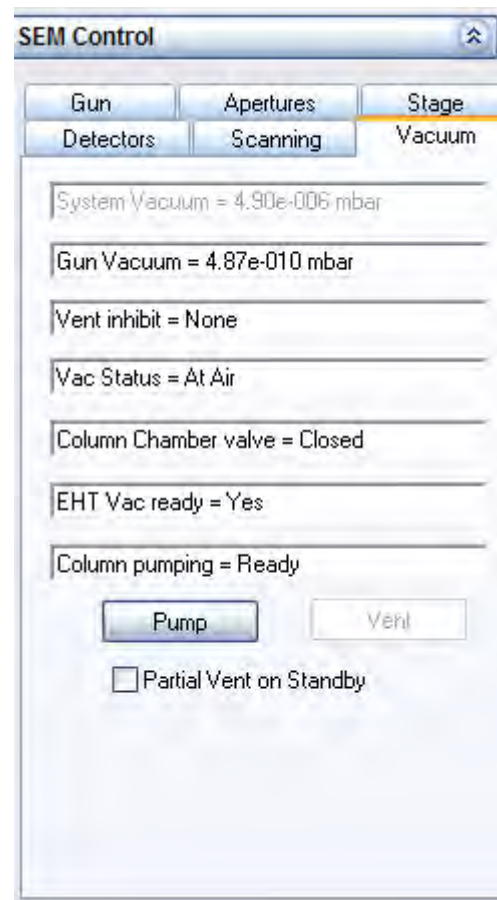 SEM Control
Gun Apertures Stage
Detectors Scanning Vacuum
System Vacuum = 4.90e-006 mbar
Gun Vacuum = 4.87e-010 mbar
Vent inhibit = None
Vac Status = At Air
Column Chamber valve = Closed
EHT Vac ready = Yes
Column pumping = Ready
Pump Vent
Partial Vent on Standby